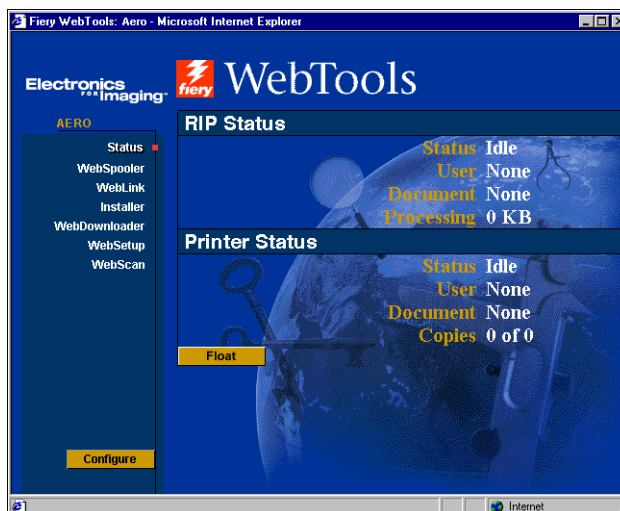 Fiery WebTools: Aero - Microsoft Internet Explorer
Electronics
FOR Imaging™
fiery
WebTools
AERO
Status
WebSpooler
WebLink
Installer
WebDownloader
WebSetup
WebScan
Configure
RIP Status
Status Idle
User None
Document None
Processing 0 KB
Printer Status
Status Idle
User None
Document None
Copies 0 of 0
Float
Internet